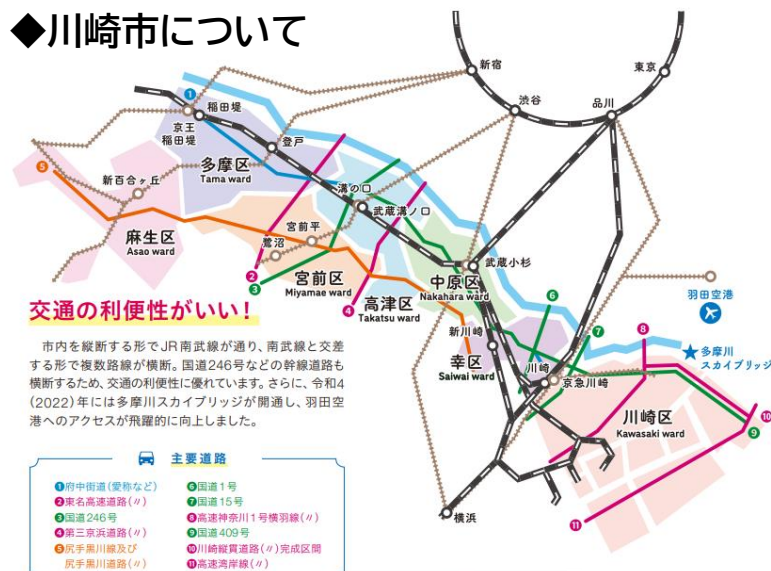 ◆川崎市について
新宿
東京
渋谷
品川
①
稲田堤
京王
稲田堤
登戸
多摩区
Tama ward
⑤
新百合ヶ丘
溝の口
武蔵溝ノ口
麻生区
Asao ward
宮前平
鷺沼
②
③
宮前区
Miyamae ward
④
高津区
Takatsu ward
武蔵小杉
中原区
Nakahara ward
新川崎
幸区
Saiwai ward
⑥
⑦
⑧
羽田空港
★多摩川
スカイブリッジ
川崎
京急川崎
川崎区
Kawasaki ward
⑩
⑨
⑪
横浜
交通の利便性がいい!
市内を縦断する形でJR南武線が通り、南武線と交差
する形で複数路線が横断。国道246号などの幹線道路も
横断するため、交通の利便性に優れています。さらに、令和4
(2022)年には多摩川スカイブリッジが開通し、羽田空
港へのアクセスが飛躍的に向上しました。
主要道路
①府中街道(愛称など)
②東名高速道路(〃)
③国道246号
④第三京浜道路(〃)
⑤尻手黒川線及び
尻手黒川道路(〃)
⑥国道1号
⑦国道15号
⑧高速神奈川1号横羽線(〃)
⑨国道409号
⑩川崎縦貫道路(〃)完成区間
⑪高速湾岸線(〃)